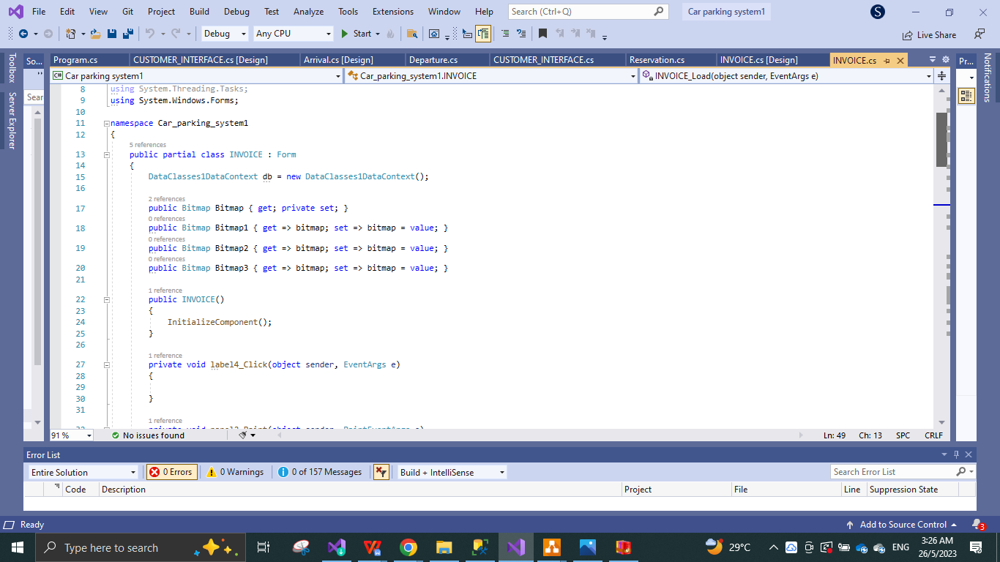 File Edit View Git Project Build Debug Test Analyze Tools Extensions Window Help Search (Ctrl+Q) Car parking system1 S
Debug Any CPU Start Live Share
So... Program.cs CUSTOMER_INTERFACE.cs [Design] Arrival.cs [Design] Departure.cs CUSTOMER_INTERFACE.cs Reservation.cs INVOICE.cs [Design] INVOICE.cs Pr...
Toolbox
Server Explorer
Notifications
Sear
C# Car parking system1 Car_parking_system1.INVOICE INVOICE_Load(object sender, EventArgs e)
8 using System.Threading.Tasks;
9 using System.Windows.Forms;
10
11 namespace Car_parking_system1
12 {
5 references
13 public partial class INVOICE : Form
14 {
15 DataClasses1DataContext db = new DataClasses1DataContext();
16
2 references
17 public Bitmap Bitmap { get; private set; }
0 references
18 public Bitmap Bitmap1 { get => bitmap; set => bitmap = value; }
0 references
19 public Bitmap Bitmap2 { get => bitmap; set => bitmap = value; }
0 references
20 public Bitmap Bitmap3 { get => bitmap; set => bitmap = value; }
21
1 reference
22 public INVOICE()
23 {
24 InitializeComponent();
25 }
26
1 reference
27 private void label4_Click(object sender, EventArgs e)
28 {
29
30 }
31
1 reference
91 % No issues found Ln: 49 Ch: 13 SPC CRLF
Error List
Entire Solution 0 Errors 0 Warnings 0 of 157 Messages Build + IntelliSense Search Error List
Code Description Project File Line Suppression State
Ready Add to Source Control 3
Type here to search 29°C ENG 3:26 AM
26/5/2023 3